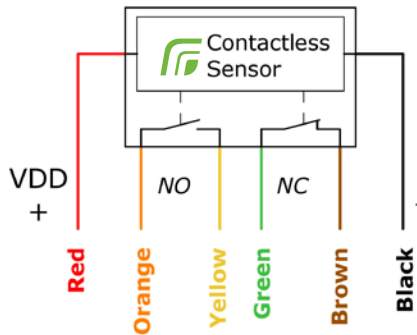 Contactless
Sensor
VDD
+
-
NO
NC
Red
Orange
Yellow
Green
Brown
Black